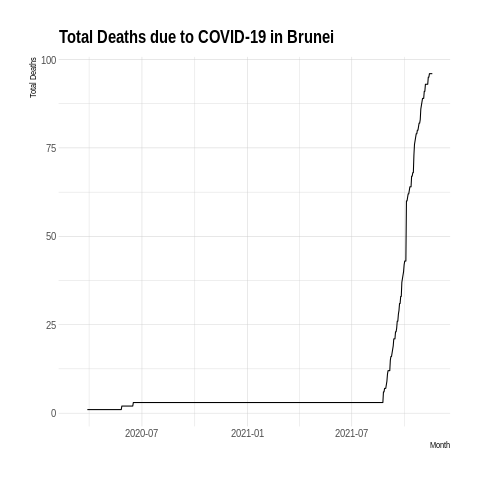 Total Deaths due to COVID-19 in Brunei
Total Deaths
100
75
50
25
0
2020-07
2021-01
2021-07
Month